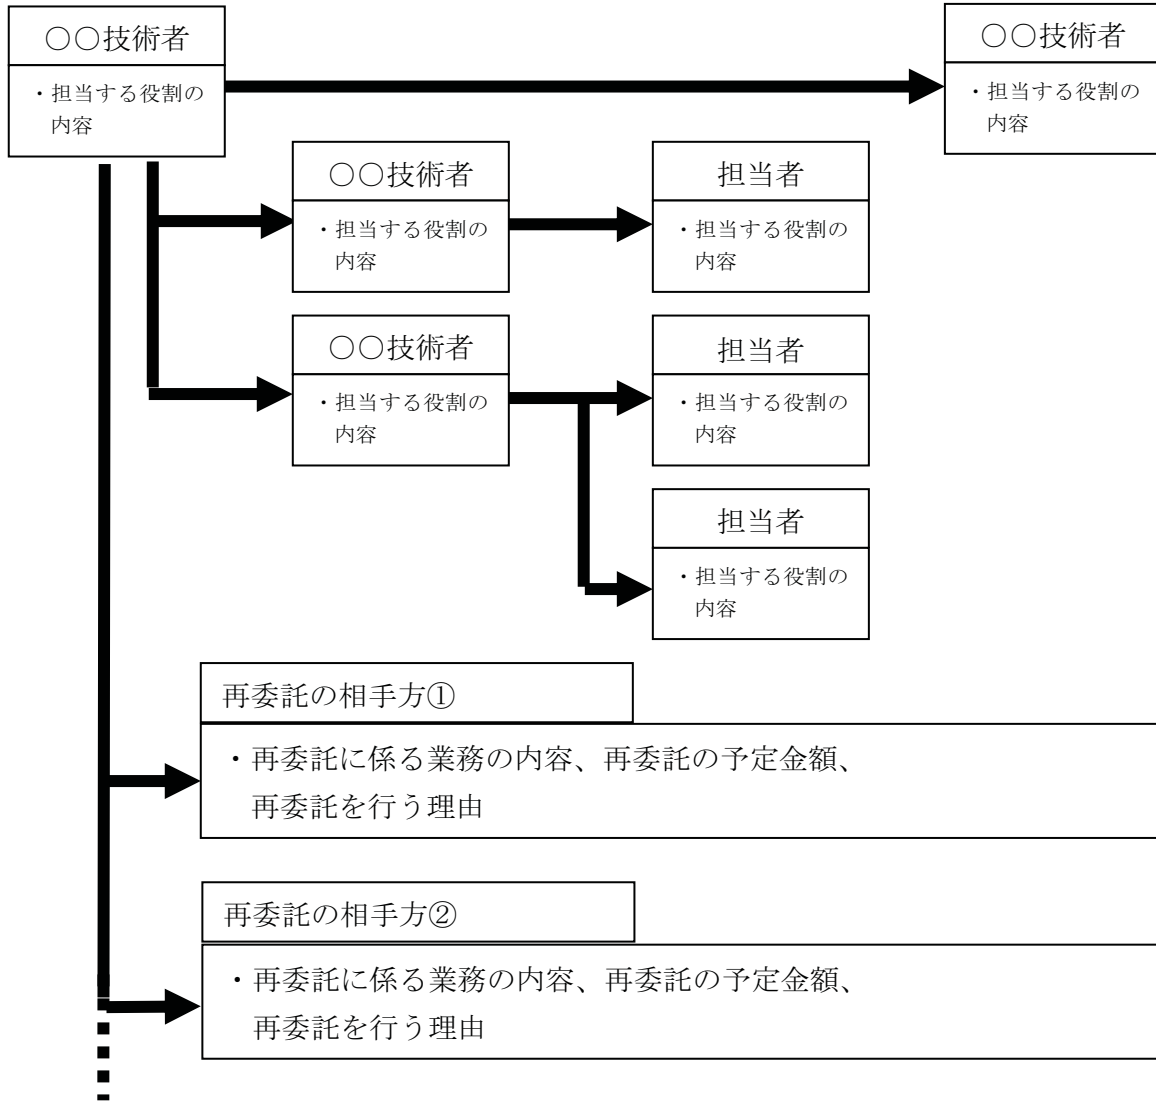 ○○技術者
・担当する役割の
内容
○○技術者
・担当する役割の
内容
○○技術者
・担当する役割の
内容
担当者
・担当する役割の
内容
○○技術者
・担当する役割の
内容
担当者
・担当する役割の
内容
担当者
・担当する役割の
内容
再委託の相手方①
・再委託に係る業務の内容、再委託の予定金額、
再委託を行う理由
再委託の相手方②
・再委託に係る業務の内容、再委託の予定金額、
再委託を行う理由